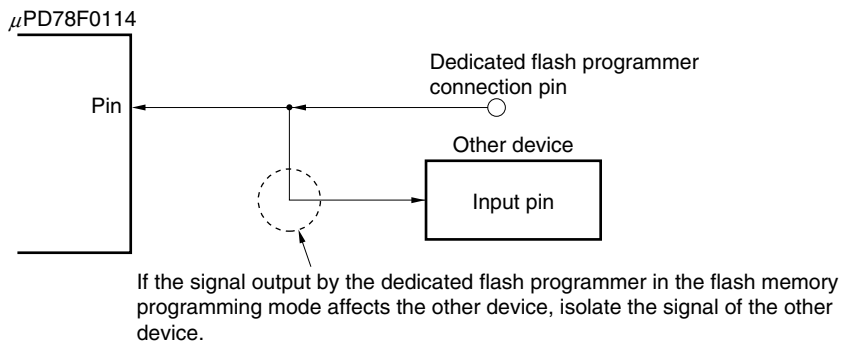 μPD78F0114
Dedicated flash programmer
connection pin
Pin
Other device
Input pin
If the signal output by the dedicated flash programmer in the flash memory
programming mode affects the other device, isolate the signal of the other
device.